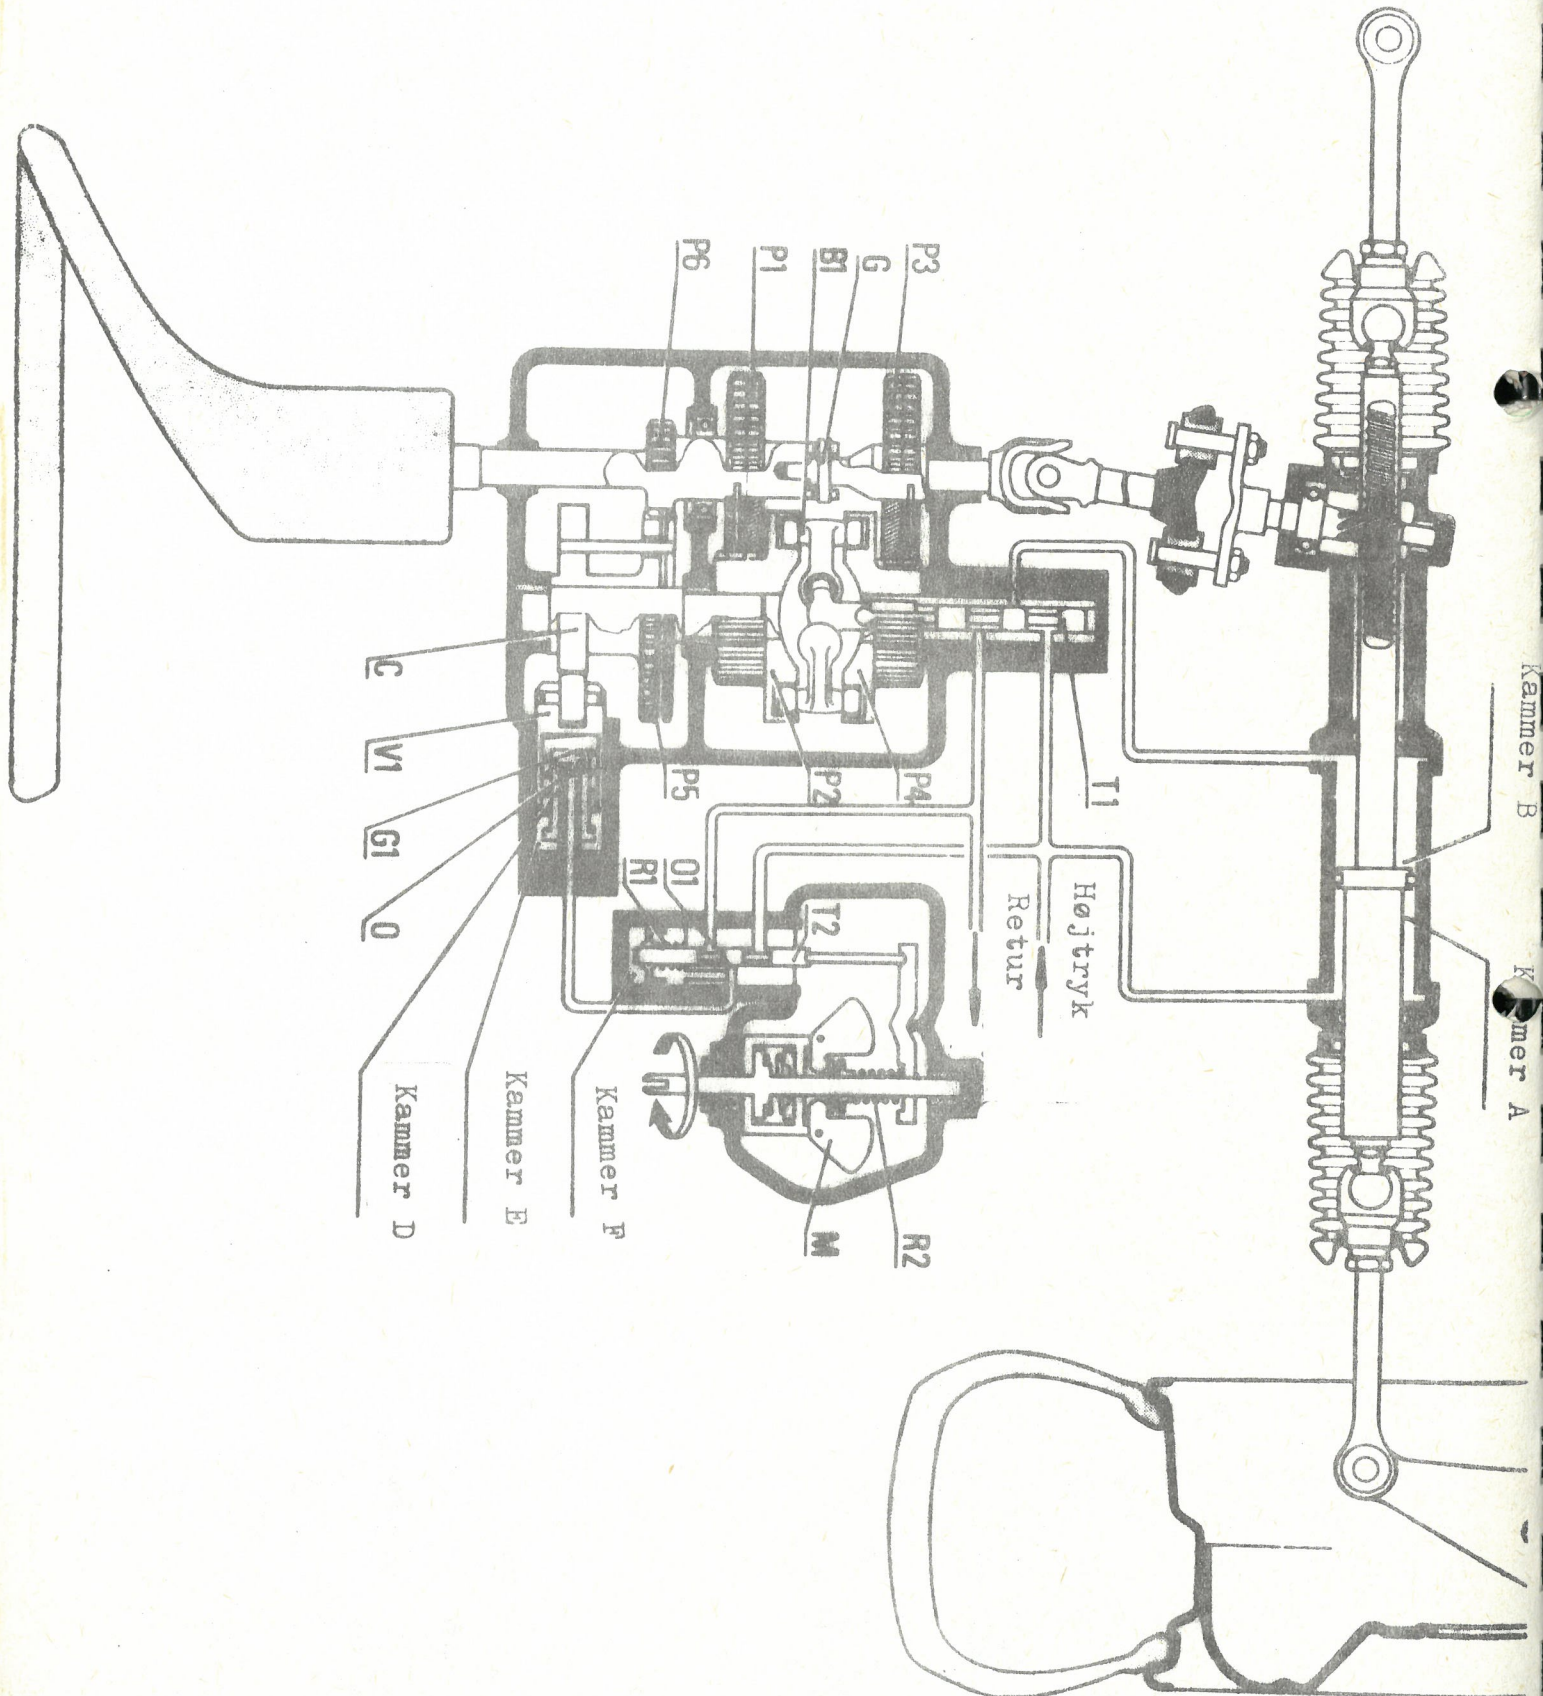 Kammer B
Kammer A
P3
G
B1
P1
P6
T1
P4
P2
P5
C
V1
G1
O
O1
R1
T2
Højtryk
Retur
R2
M
Kammer F
Kammer E
Kammer D